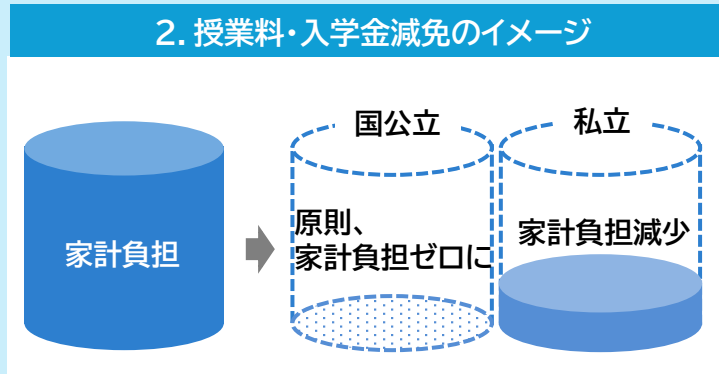 2. 授業料・入学金減免のイメージ
家計負担
国公立
原則、
家計負担ゼロに
私立
家計負担減少